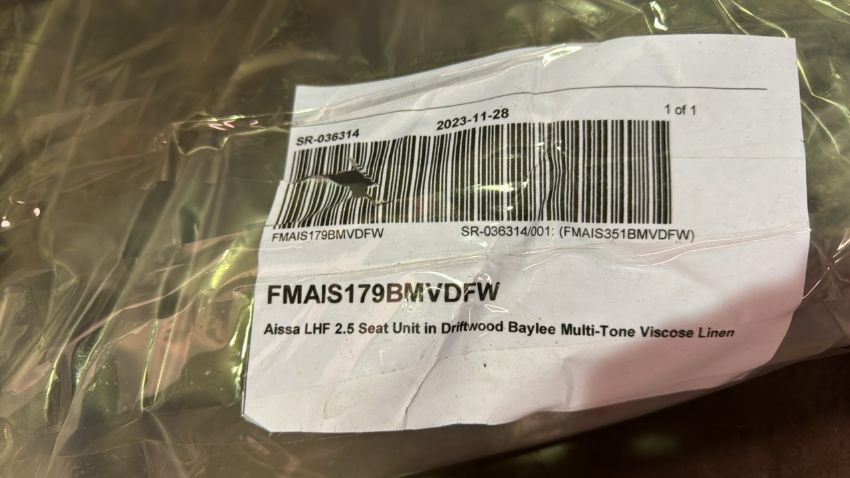 SR-036314 2023-11-28 1 of 1
FMAIS179BMVDFW SR-036314/001: (FMAIS351BMVDFW)
FMAIS179BMVDFW
Aissa LHF 2.5 Seat Unit in Driftwood Baylee Multi-Tone Viscose Linen